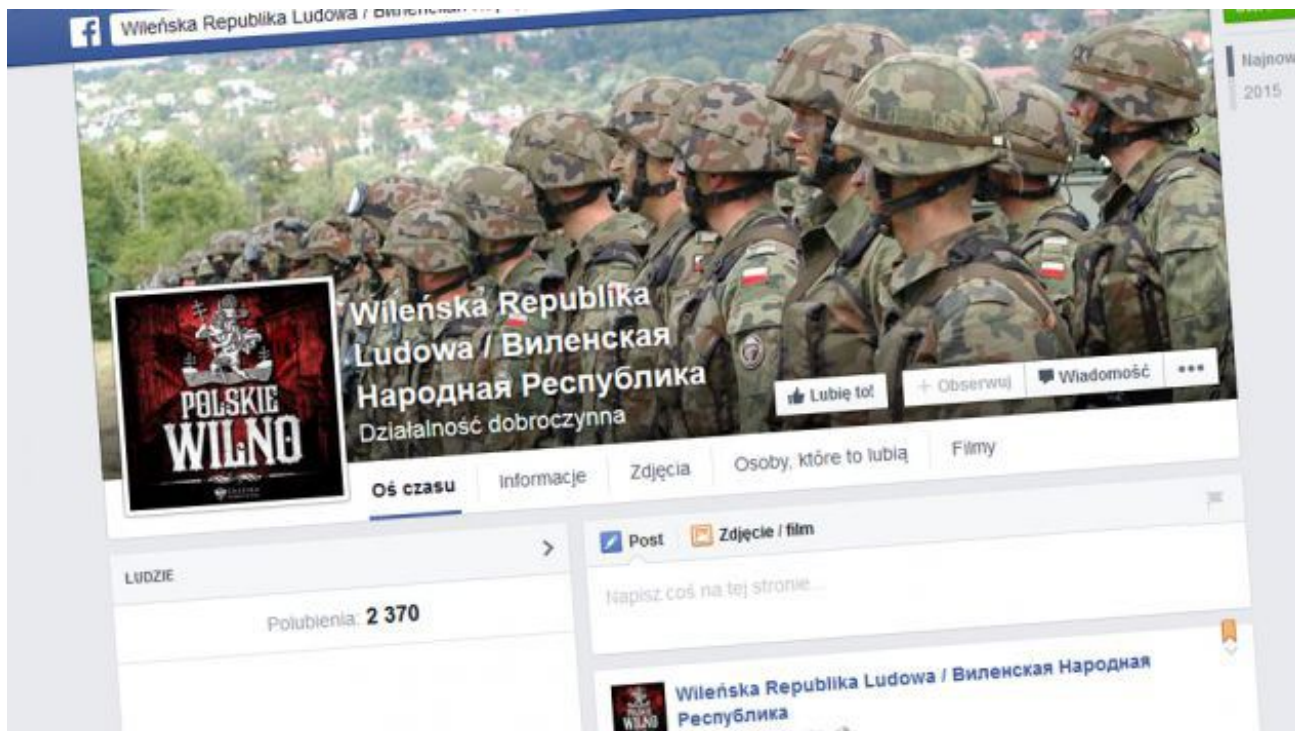 f
Wileńska Republika Ludowa /
Najnow
2015
Wileńska Republika
Ludowa / Виленская
Народная Республика
Działalność dobroczynna
POLSKIE
WILNO
Lubię to!
+ Obserwuj
Wiadomość
Oś czasu
Informacje
Zdjęcia
Osoby, które to lubią
Filmy
LUDZIE
Polubienia: 2 370
Post
Zdjęcie / film
Napisz coś na tej stronie...
Wileńska Republika Ludowa / Виленская Народная
Республика
POLSKIE
WILNO